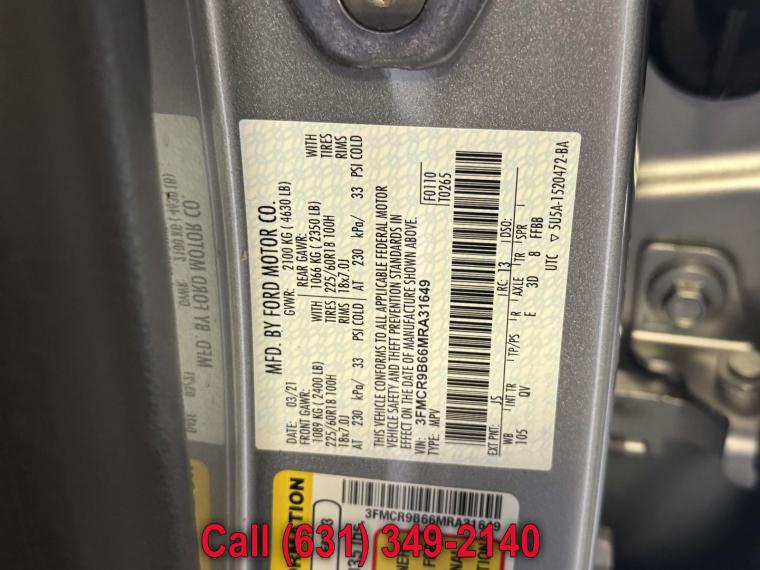 MFD. BY FORD MOTOR CO.
DATE: 03/21 GVWR: 2100 KG ( 4630 LB)
FRONT GAWR: REAR GAWR:
1089 KG ( 2400 LB) WITH 1066 KG ( 2350 LB) WITH
225/60R18 100H TIRES 225/60R18 100H TIRES
18x7.0J RIMS 18x7.0J RIMS
AT 230 kPa/ 33 PSI COLD AT 230 kPa/ 33 PSI COLD
THIS VEHICLE CONFORMS TO ALL APPLICABLE FEDERAL MOTOR
VEHICLE SAFETY AND THEFT PREVENTION STANDARDS IN
EFFECT ON THE DATE OF MANUFACTURE SHOWN ABOVE.
VIN: 3FMCR9B66MRA31649
TYPE: MPV
F0110
T0265
EXT PNT: JS RC: 13 DSO:
WB INT TR TP/PS R AXLE TR SPR
105 QV E 3D 8 FFBB
UTC ▽ 5U5A-1520472-BA
3FMCR9B66MRA31649
Call (631) 349-2140